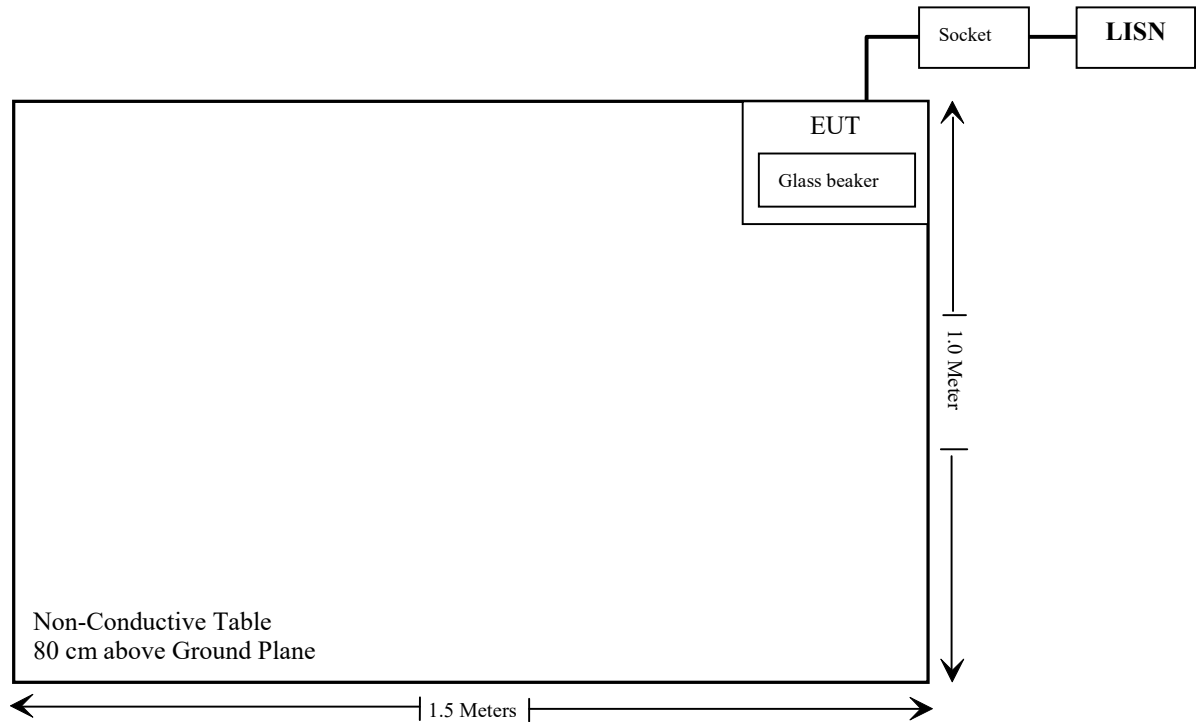 Socket
LISN
EUT
Glass beaker
1.0 Meter
Non-Conductive Table
80 cm above Ground Plane
1.5 Meters